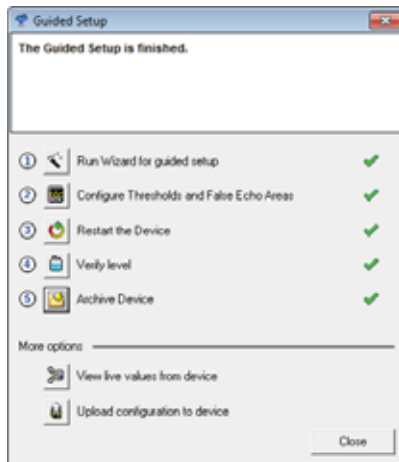 Guided Setup
The Guided Setup is finished.
1 Run Wizard for guided setup
2 Configure Thresholds and False Echo Areas
3 Restart the Device
4 Verify level
5 Archive Device
More options
View live values from device
Upload configuration to device
Close